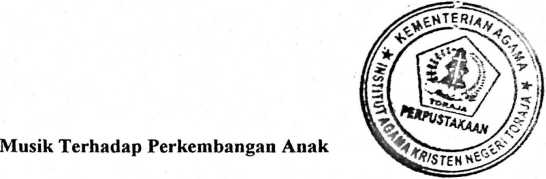 KEMENTERIAN AGAMA
TORAJA
PERPUSTAKAAN
INSTITUT AGAMA KRISTEN NEGERI TORAJA
Musik Terhadap Perkembangan Anak